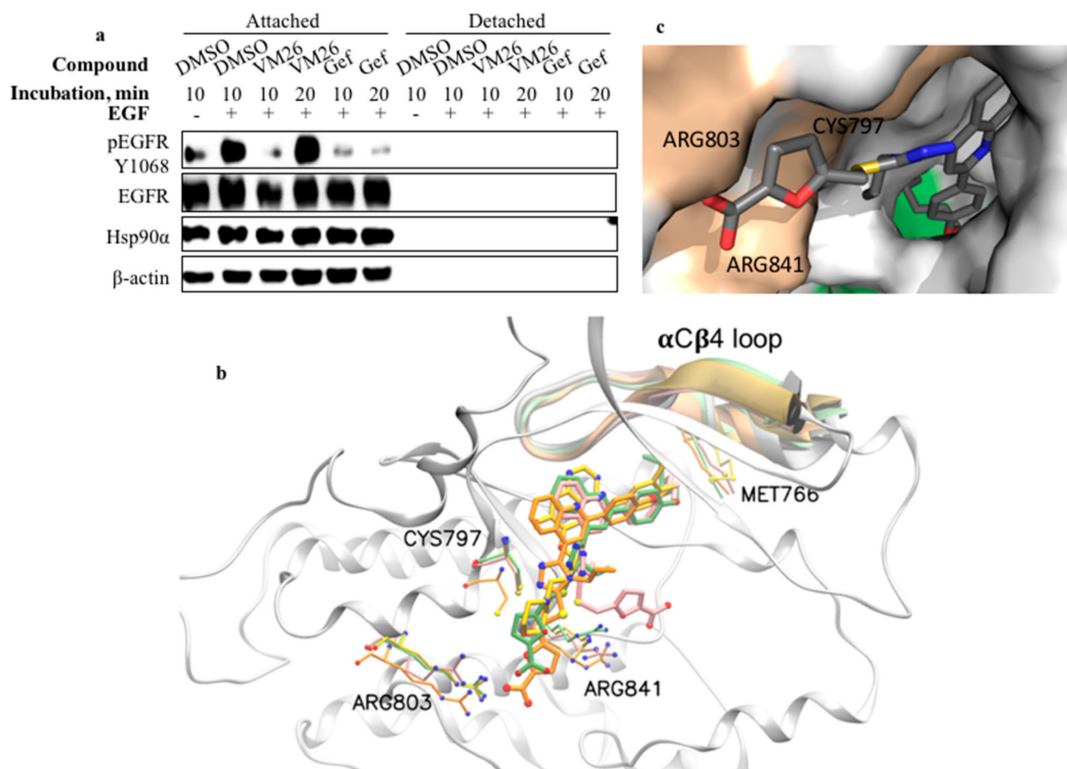 Attached Detached
a
Compound DMSO DMSO VM26 VM26 Gef Gef DMSO DMSO VM26 VM26 Gef Gef
Incubation, min 10 10 10 20 10 20 10 10 10 20 10 20
EGF - + + + + + - + + + + +
pEGFR
Y1068
EGFR
Hsp90α
β-actin
c
ARG803 CYS797
ARG841
b
αCβ4 loop
MET766
CYS797
ARG803
ARG841